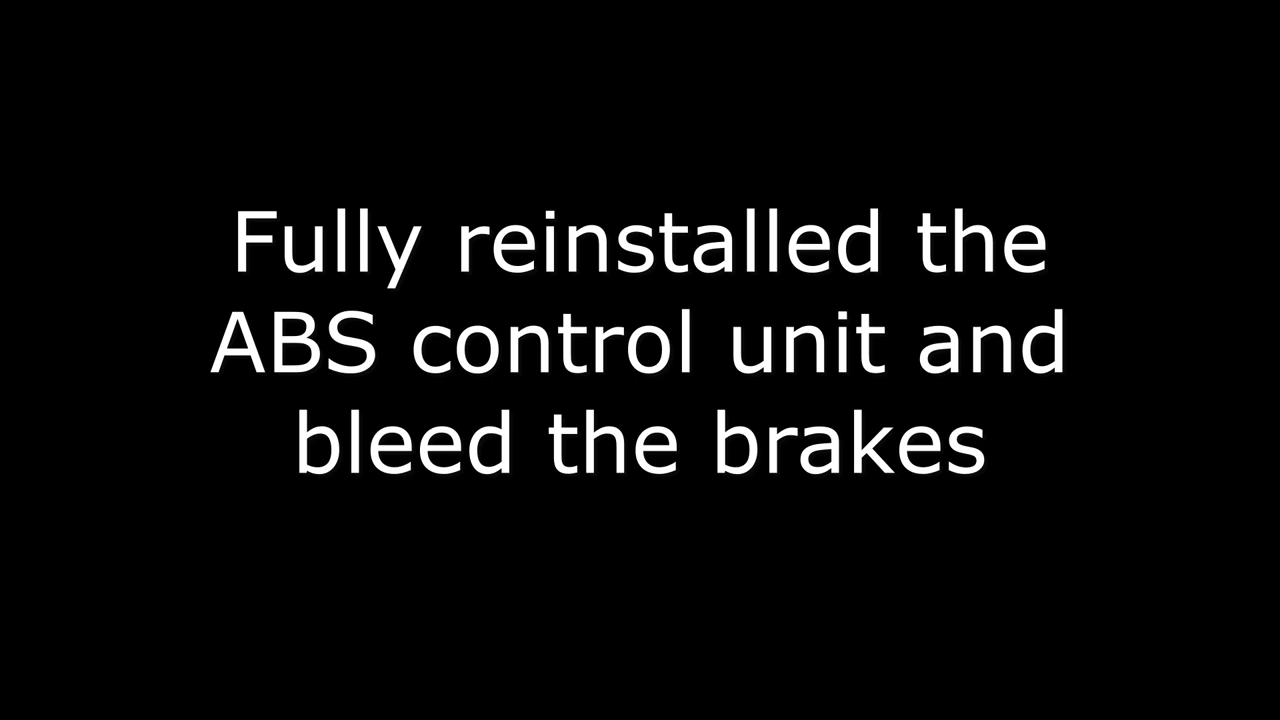 Fully reinstalled the
ABS control unit and
bleed the brakes